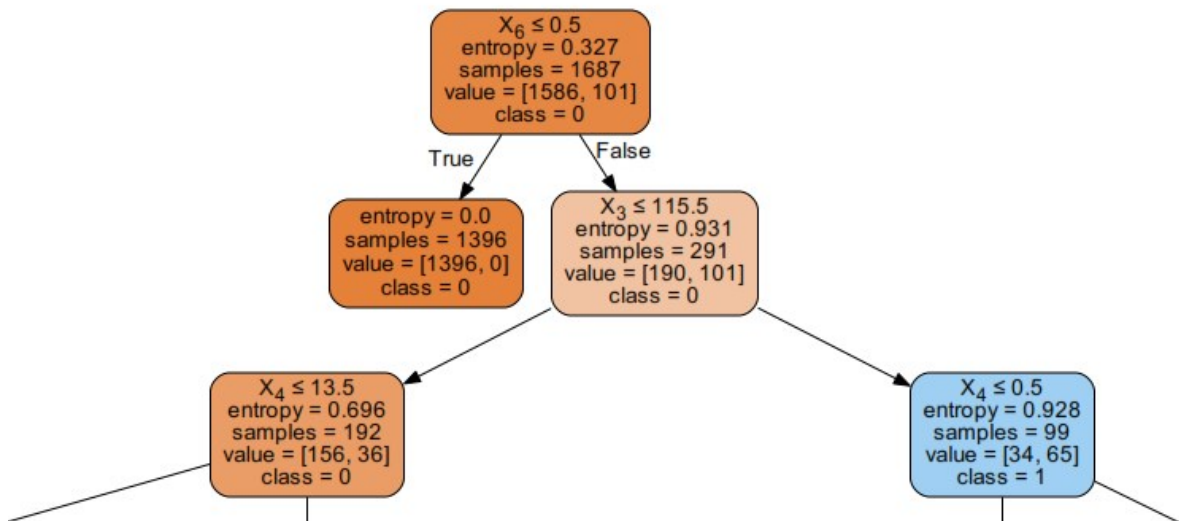 X6 ≤ 0.5
entropy = 0.327
samples = 1687
value = [1586, 101]
class = 0
True
False
entropy = 0.0
samples = 1396
value = [1396, 0]
class = 0
X3 ≤ 115.5
entropy = 0.931
samples = 291
value = [190, 101]
class = 0
X4 ≤ 13.5
entropy = 0.696
samples = 192
value = [156, 36]
class = 0
X4 ≤ 0.5
entropy = 0.928
samples = 99
value = [34, 65]
class = 1